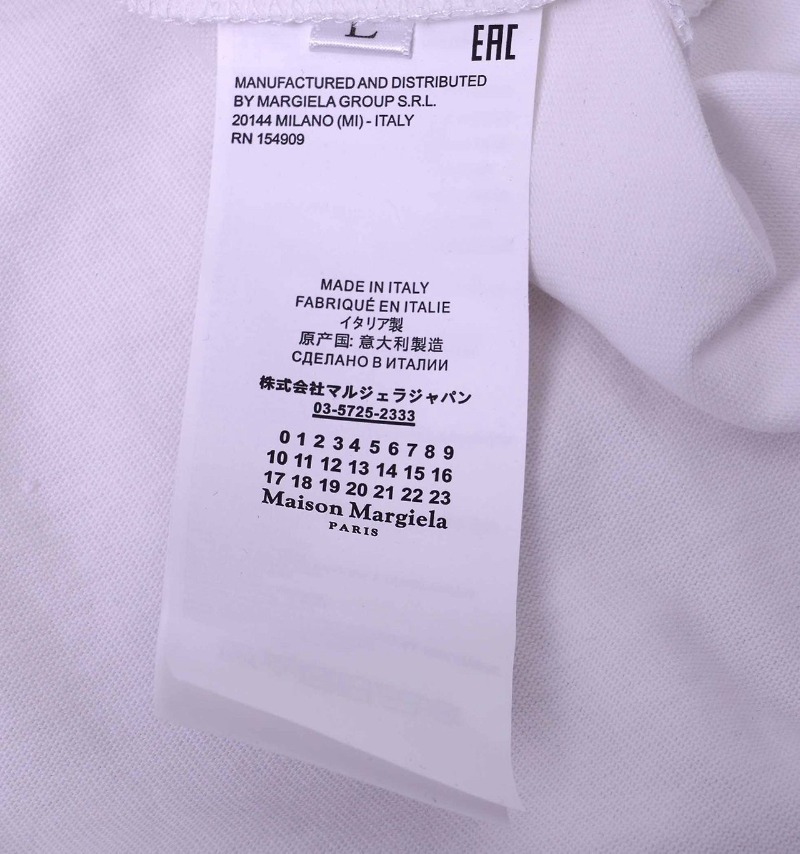 L
EAC
MANUFACTURED AND DISTRIBUTED
BY MARGIELA GROUP S.R.L.
20144 MILANO (MI) - ITALY
RN 154909
MADE IN ITALY
FABRIQUÉ EN ITALIE
イタリア製
原产国: 意大利製造
СДЕЛАНО В ИТАЛИИ
株式会社マルジェラジャパン
03-5725-2333
0 1 2 3 4 5 6 7 8 9
10 11 12 13 14 15 16
17 18 19 20 21 22 23
Maison Margiela
PARIS